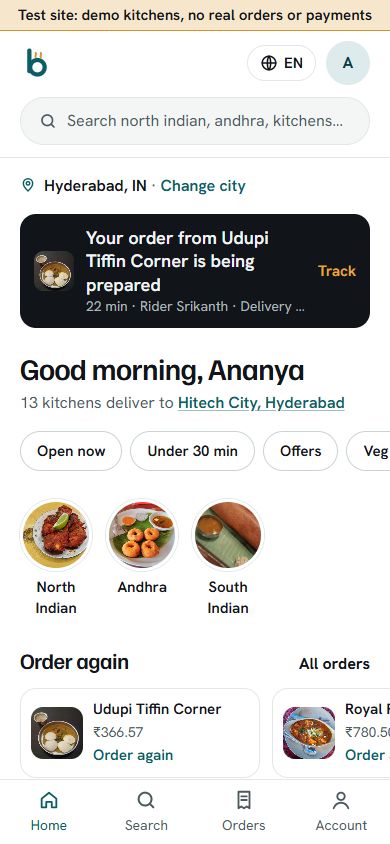 Test site: demo kitchens, no real orders or payments
b
EN
A
Search north indian, andhra, kitchens...
Hyderabad, IN · Change city
Your order from Udupi
Tiffin Corner is being
prepared
Track
22 min · Rider Srikanth · Delivery ...
Good morning, Ananya
13 kitchens deliver to Hitech City, Hyderabad
Open now
Under 30 min
Offers
Veg
North
Indian
Andhra
South
Indian
Order again
All orders
Udupi Tiffin Corner
₹366.57
Order again
Royal
₹780.50
Order
Home
Search
Orders
Account